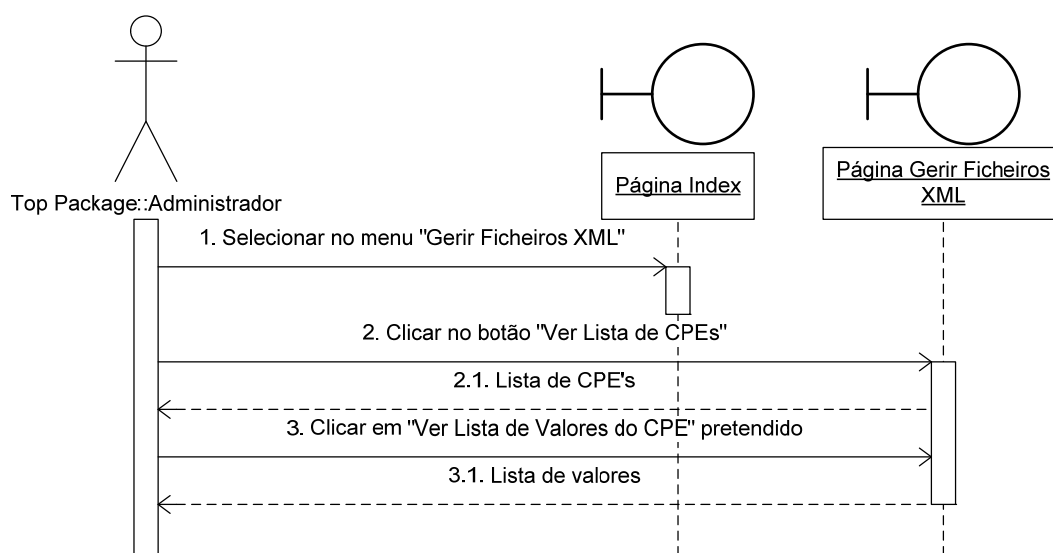 Página Index
Página Gerir Ficheiros
XML
Top Package::Administrador
1. Selecionar no menu "Gerir Ficheiros XML"
2. Clicar no botão "Ver Lista de CPEs"
2.1. Lista de CPE's
3. Clicar em "Ver Lista de Valores do CPE" pretendido
3.1. Lista de valores